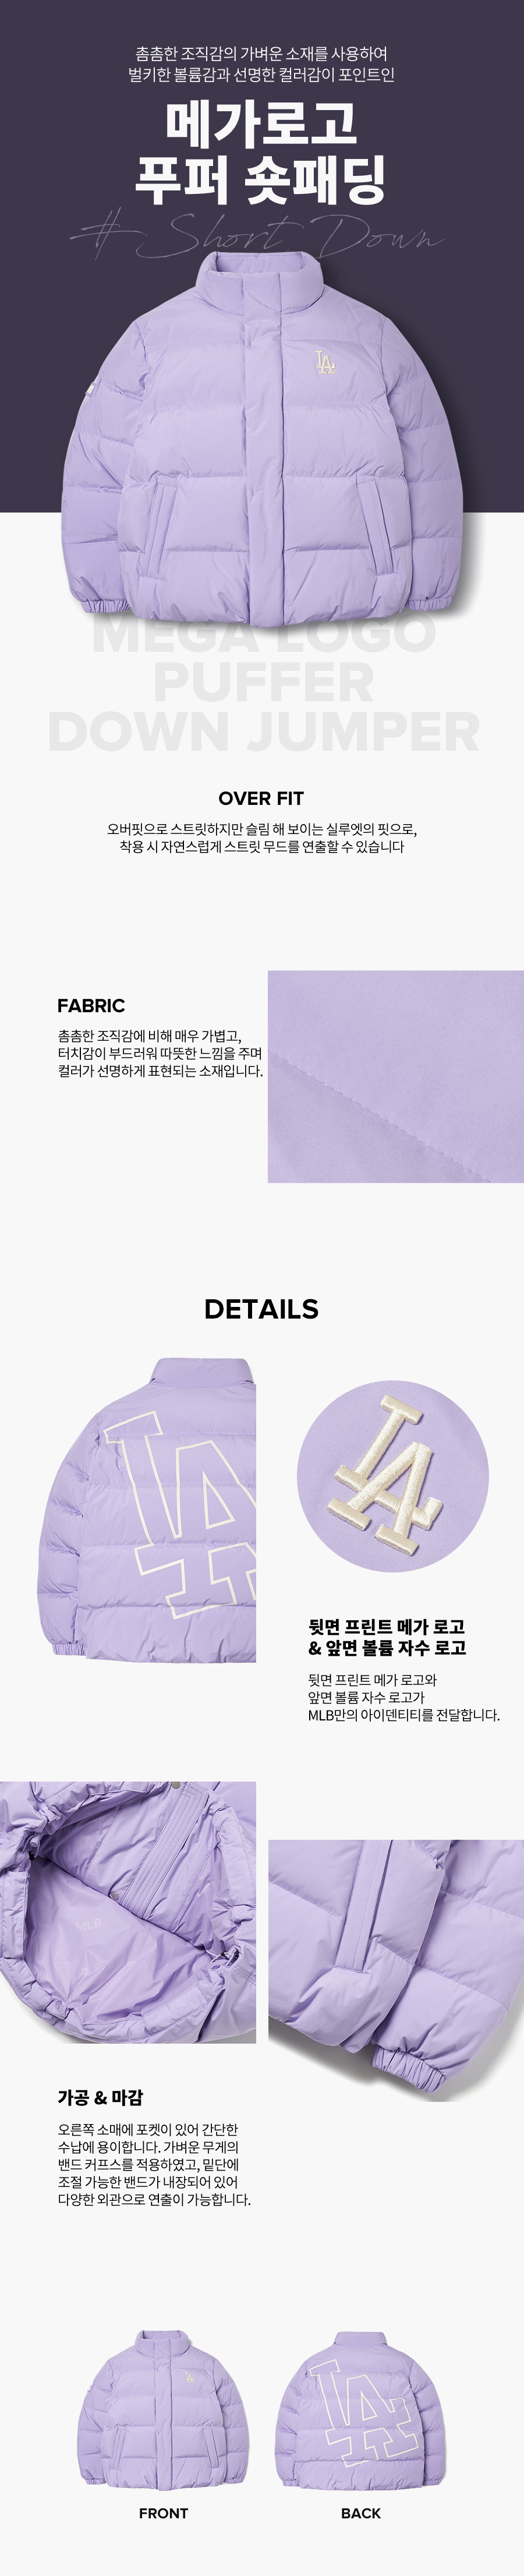 촘촘한 조직감의 가벼운 소재를 사용하여
벌키한 볼륨감과 선명한 컬러감이 포인트인
메가로고
푸퍼 숏패딩
# Short Down
LA
MEGA LOGO
PUFFER
DOWN JUMPER
OVER FIT
오버핏으로 스트릿하지만 슬림 해 보이는 실루엣의 핏으로,
착용 시 자연스럽게 스트릿 무드를 연출할 수 있습니다
FABRIC
촘촘한 조직감에 비해 매우 가볍고,
터치감이 부드러워 따뜻한 느낌을 주며
컬러가 선명하게 표현되는 소재입니다.
DETAILS
LA
LA
뒷면 프린트 메가 로고
& 앞면 볼륨 자수 로고
뒷면 프린트 메가 로고와
앞면 볼륨 자수 로고가
MLB만의 아이덴티티를 전달합니다.
MLB
가공 & 마감
오른쪽 소매에 포켓이 있어 간단한
수납에 용이합니다. 가벼운 무게의
밴드 커프스를 적용하였고, 밑단에
조절 가능한 밴드가 내장되어 있어
다양한 외관으로 연출이 가능합니다.
LA
LA
FRONT
BACK